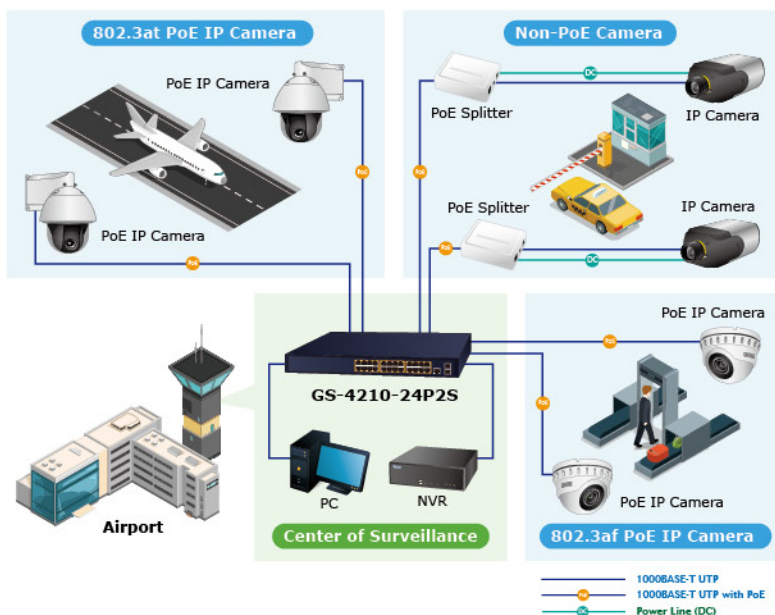 802.3at PoE IP Camera
PoE IP Camera
PoE IP Camera
PoE
PoE
Non-PoE Camera
DC
PoE Splitter
IP Camera
PoE
PoE Splitter
IP Camera
PoE
DC
GS-4210-24P2S
PC
NVR
Center of Surveillance
Airport
PoE IP Camera
PoE
PoE
PoE IP Camera
802.3af PoE IP Camera
1000BASE-T UTP
PoE 1000BASE-T UTP with PoE
DC Power Line (DC)